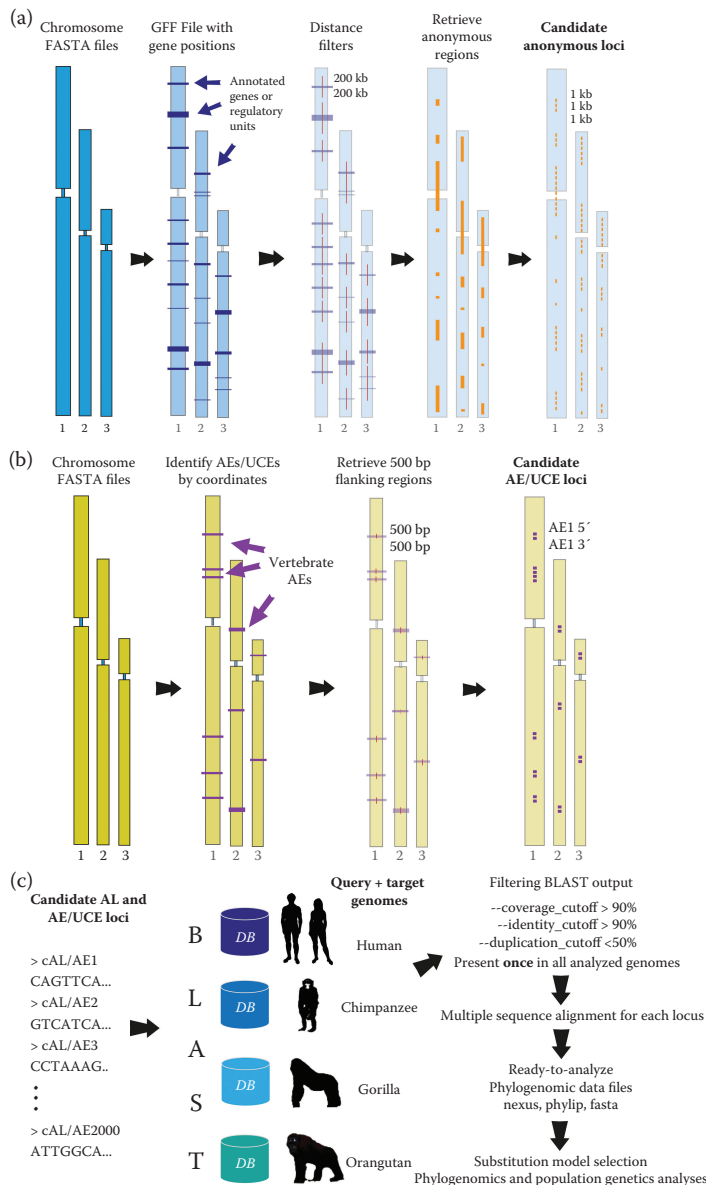 (a)
Chromosome
FASTA files
GFF File with
gene positions
Distance
filters
Retrieve
anonymous
regions
Candidate
anonymous loci
Annotated
genes or
regulatory
units
200 kb
200 kb
1 kb
1 kb
1 kb
1 2 3
1 2 3
1 2 3
1 2 3
1 2 3
(b)
Chromosome
FASTA files
Identify AEs/UCEs
by coordinates
Retrieve 500 bp
flanking regions
Candidate
AE/UCE loci
Vertebrate
AEs
500 bp
500 bp
AE1 5´
AE1 3´
1 2 3
1 2 3
1 2 3
1 2 3
(c)
Candidate AL and
AE/UCE loci
> cAL/AE1
CAGTTCA...
> cAL/AE2
GTCATCA...
> cAL/AE3
CCTAAAG..
> cAL/AE2000
ATTGGCA...
B
L
A
S
T
DB
DB
DB
DB
Query + target
genomes
Human
Chimpanzee
Gorilla
Orangutan
Filtering BLAST output
--coverage_cutoff > 90%
--identity_cutoff > 90%
--duplication_cutoff <50%
Present once in all analyzed genomes
Multiple sequence alignment for each locus
Ready-to-analyze
Phylogenomic data files
nexus, phylip, fasta
Substitution model selection
Phylogenomics and population genetics analyses